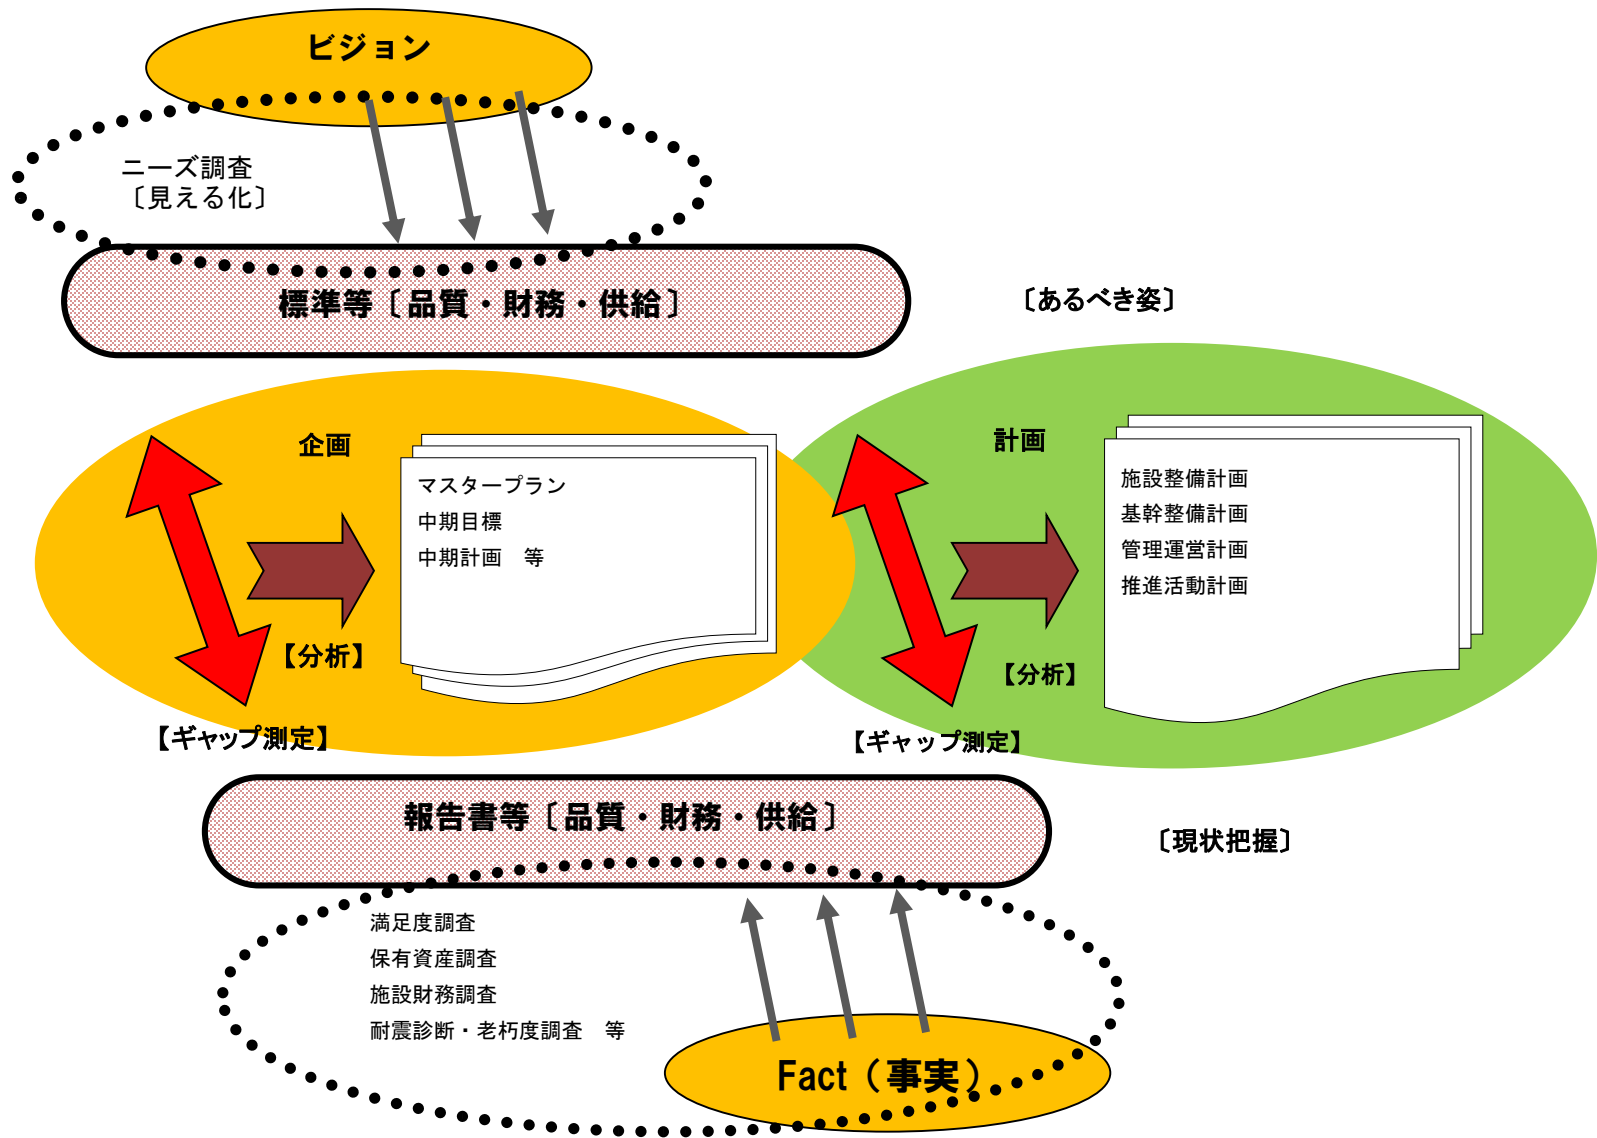 ビジョン
ニーズ調査
〔見える化〕
標準等〔品質・財務・供給〕
〔あるべき姿〕
企画
マスタープラン
中期目標
中期計画　等
【分析】
【ギャップ測定】
計画
施設整備計画
基幹整備計画
管理運営計画
推進活動計画
【分析】
【ギャップ測定】
報告書等〔品質・財務・供給〕
〔現状把握〕
満足度調査
保有資産調査
施設財務調査
耐震診断・老朽度調査　等
Fact（事実）